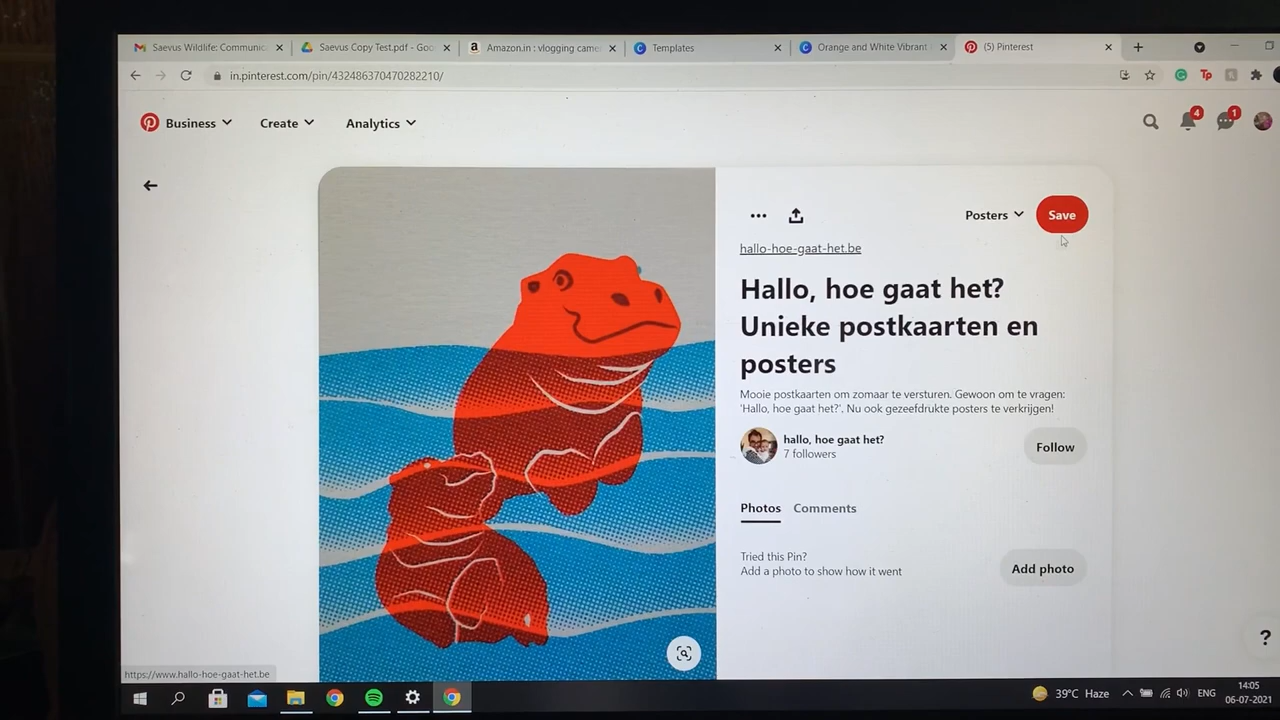 Saevus Wildlife: Communic
Saevus Copy Test.pdf - Goo
Amazon.in : vlogging came
Templates
Orange and White Vibrant
(5) Pinterest
in.pinterest.com/pin/432486370470282210/
Business
Create
Analytics
4
1
Posters
Save
hallo-hoe-gaat-het.be
Hallo, hoe gaat het?
Unieke postkaarten en
posters
Mooie postkaarten om zomaar te versturen. Gewoon om te vragen:
'Hallo, hoe gaat het?'. Nu ook gezeefdrukte posters te verkrijgen!
hallo, hoe gaat het?
7 followers
Follow
Photos
Comments
Tried this Pin?
Add a photo to show how it went
Add photo
?
https://www.hallo-hoe-gaat-het.be
39°C Haze
ENG
14:05
06-07-2021